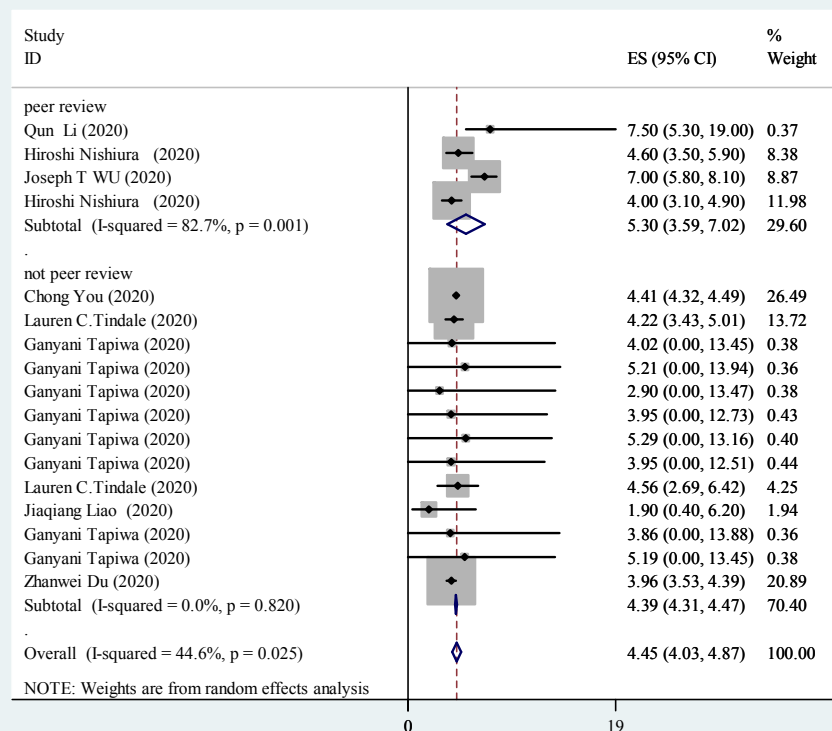 Study %
ID ES (95% CI) Weight
peer review
Qun Li (2020) 7.50 (5.30, 19.00) 0.37
Hiroshi Nishiura (2020) 4.60 (3.50, 5.90) 8.38
Joseph T WU (2020) 7.00 (5.80, 8.10) 8.87
Hiroshi Nishiura (2020) 4.00 (3.10, 4.90) 11.98
Subtotal (I-squared = 82.7%, p = 0.001) 5.30 (3.59, 7.02) 29.60
.
not peer review
Chong You (2020) 4.41 (4.32, 4.49) 26.49
Lauren C.Tindale (2020) 4.22 (3.43, 5.01) 13.72
Ganyani Tapiwa (2020) 4.02 (0.00, 13.45) 0.38
Ganyani Tapiwa (2020) 5.21 (0.00, 13.94) 0.36
Ganyani Tapiwa (2020) 2.90 (0.00, 13.47) 0.38
Ganyani Tapiwa (2020) 3.95 (0.00, 12.73) 0.43
Ganyani Tapiwa (2020) 5.29 (0.00, 13.16) 0.40
Ganyani Tapiwa (2020) 3.95 (0.00, 12.51) 0.44
Lauren C.Tindale (2020) 4.56 (2.69, 6.42) 4.25
Jiaqiang Liao (2020) 1.90 (0.40, 6.20) 1.94
Ganyani Tapiwa (2020) 3.86 (0.00, 13.88) 0.36
Ganyani Tapiwa (2020) 5.19 (0.00, 13.45) 0.38
Zhanwei Du (2020) 3.96 (3.53, 4.39) 20.89
Subtotal (I-squared = 0.0%, p = 0.820) 4.39 (4.31, 4.47) 70.40
.
Overall (I-squared = 44.6%, p = 0.025) 4.45 (4.03, 4.87) 100.00
NOTE: Weights are from random effects analysis
0 19